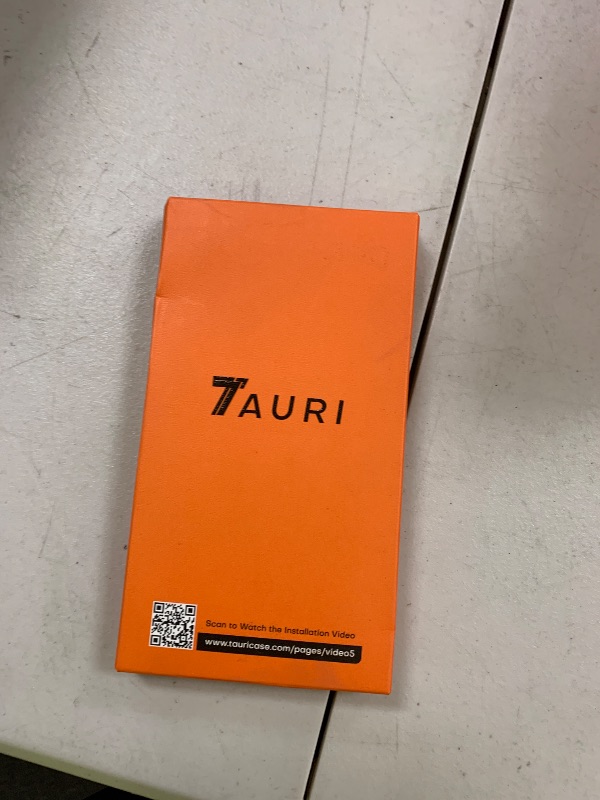 TAURI
Scan to Watch the Installation Video
www.tauricase.com/pages/video5